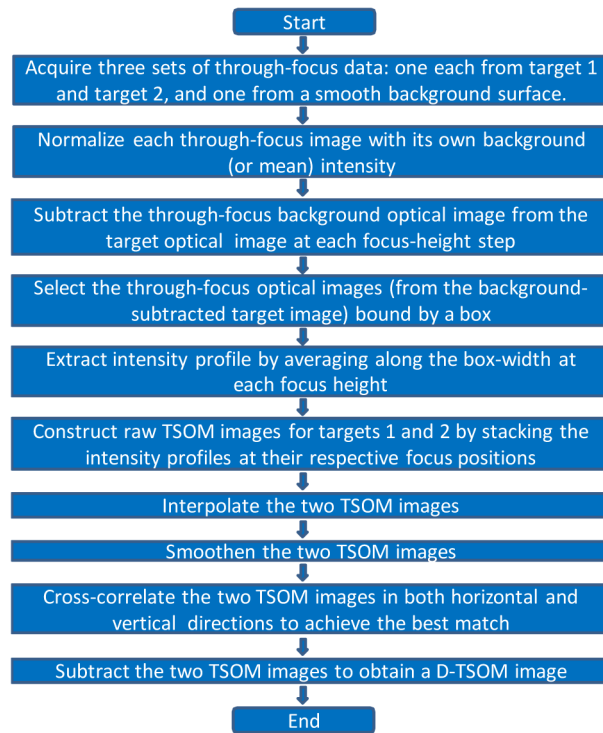 Start
Acquire three sets of through-focus data: one each from target 1
and target 2, and one from a smooth background surface.
Normalize each through-focus image with its own background
(or mean) intensity
Subtract the through-focus background optical image from the
target optical image at each focus-height step
Select the through-focus optical images (from the background-
subtracted target image) bound by a box
Extract intensity profile by averaging along the box-width at
each focus height
Construct raw TSOM images for targets 1 and 2 by stacking the
intensity profiles at their respective focus positions
Interpolate the two TSOM images
Smoothen the two TSOM images
Cross-correlate the two TSOM images in both horizontal and
vertical directions to achieve the best match
Subtract the two TSOM images to obtain a D-TSOM image
End